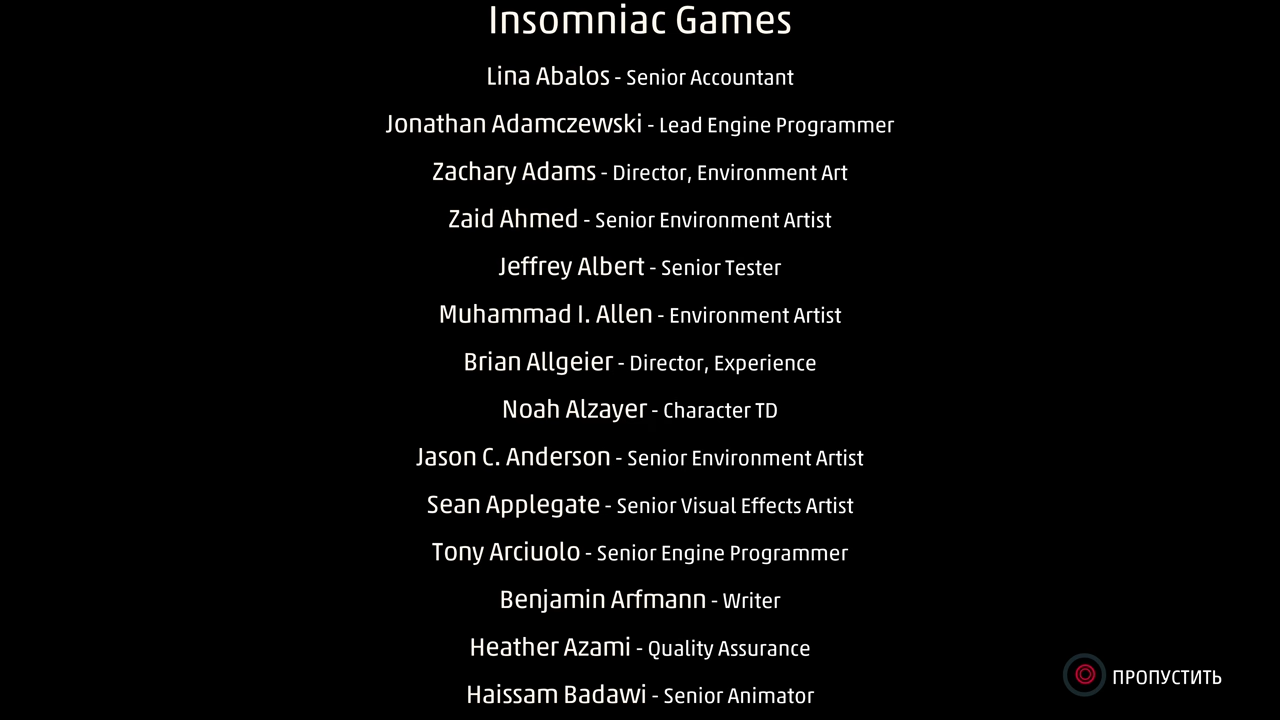 Insomniac Games
Lina Abalos - Senior Accountant
Jonathan Adamczewski - Lead Engine Programmer
Zachary Adams - Director, Environment Art
Zaid Ahmed - Senior Environment Artist
Jeffrey Albert - Senior Tester
Muhammad I. Allen - Environment Artist
Brian Allgeier - Director, Experience
Noah Alzayer - Character TD
Jason C. Anderson - Senior Environment Artist
Sean Applegate - Senior Visual Effects Artist
Tony Arciuolo - Senior Engine Programmer
Benjamin Arfmann - Writer
Heather Azami - Quality Assurance
Haissam Badawi - Senior Animator
ПРОПУСТИТЬ